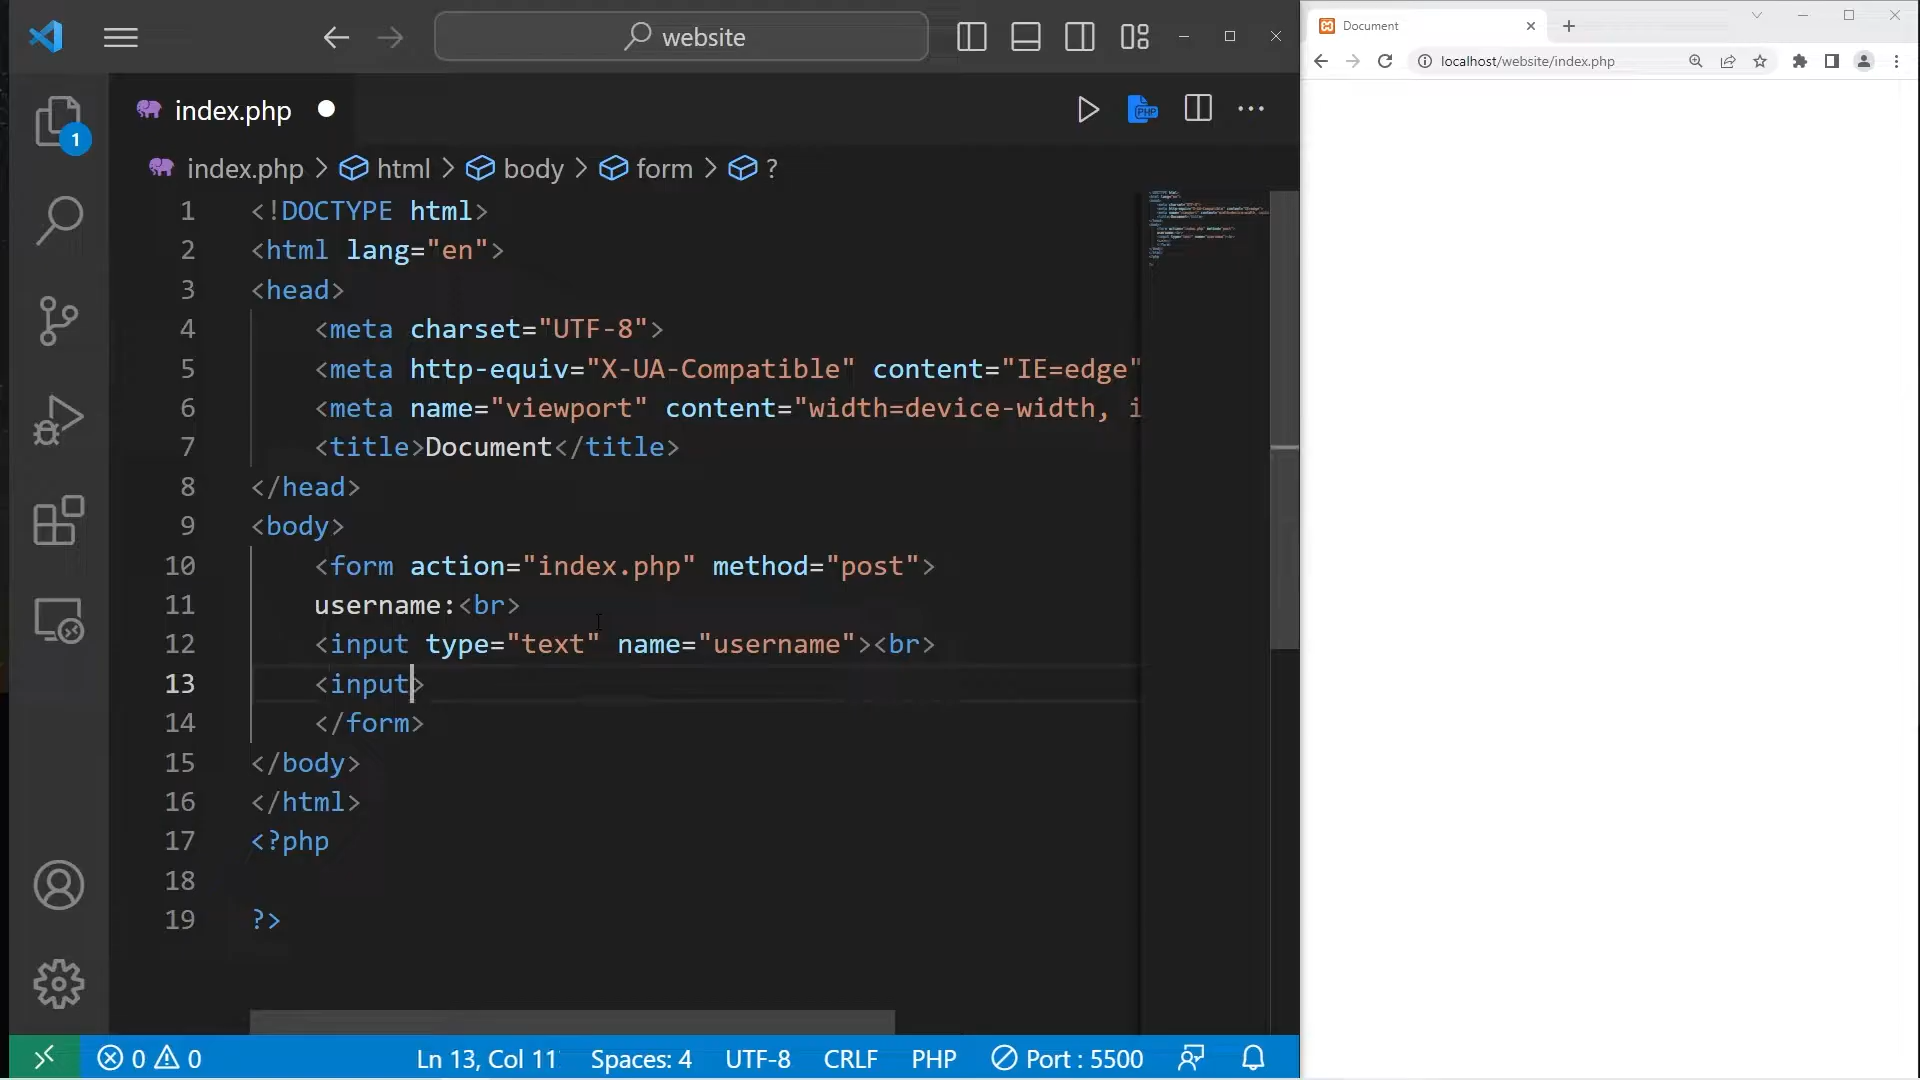 website
Document
localhost/website/index.php
1
index.php
PHP
index.php > html > body > form > ?
1 <!DOCTYPE html>
2 <html lang="en">
3 <head>
4 <meta charset="UTF-8">
5 <meta http-equiv="X-UA-Compatible" content="IE=edge"
6 <meta name="viewport" content="width=device-width, i
7 <title>Document</title>
8 </head>
9 <body>
10 <form action="index.php" method="post">
11 username:<br>
12 <input type="text" name="username"><br>
13 <input>
14 </form>
15 </body>
16 </html>
17 <?php
18
19 ?>
0 0 Ln 13, Col 11 Spaces: 4 UTF-8 CRLF PHP Port : 5500